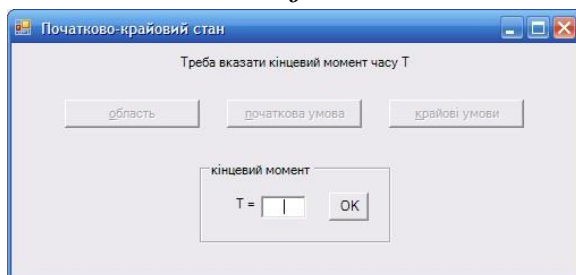 Початково-крайовий стан
Треба вказати кінцевий момент часу T
область початкова умова крайові умови
кінцевий момент
T = OK